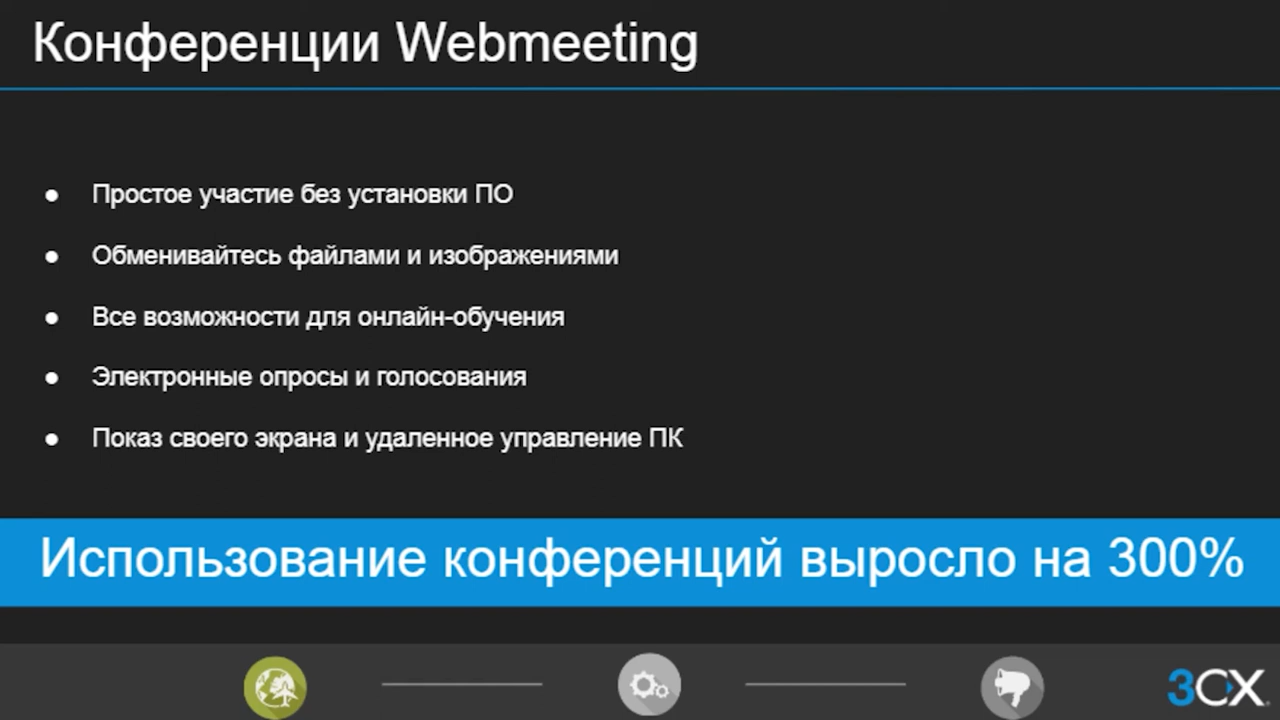 Конференции Webmeeting
● Простое участие без установки ПО
● Обменивайтесь файлами и изображениями
● Все возможности для онлайн-обучения
● Электронные опросы и голосования
● Показ своего экрана и удаленное управление ПК
Использование конференций выросло на 300%
3CX